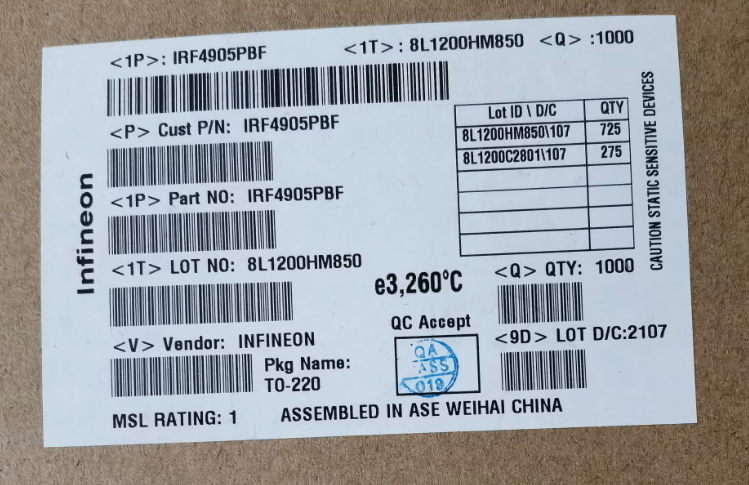 <1P>: IRF4905PBF <1T>: 8L1200HM850 <Q> :1000
<P> Cust P/N: IRF4905PBF
Lot ID \ D/C QTY
8L1200HM850\107 725
8L1200C2801\107 275
<1P> Part NO: IRF4905PBF
<1T> LOT NO: 8L1200HM850
e3,260°C
<Q> QTY: 1000
<V> Vendor: INFINEON
Pkg Name:
TO-220
QC Accept
QA
ASS
019
<9D> LOT D/C:2107
MSL RATING: 1 ASSEMBLED IN ASE WEIHAI CHINA
Infineon
CAUTION STATIC SENSITIVE DEVICES